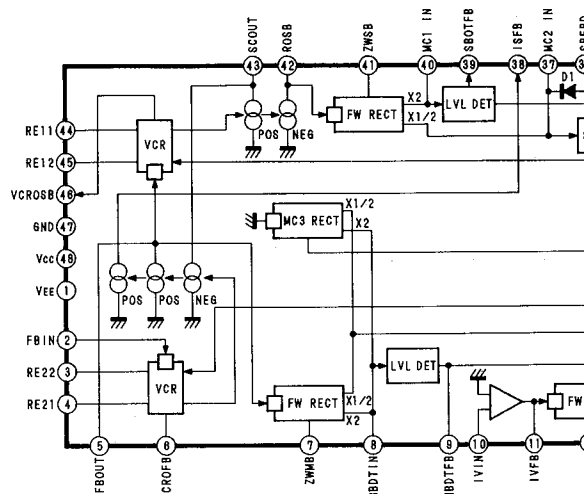 SCOUT
ROSB
ZWSB
MC1 IN
SBOTFB
ISFB
MC2 IN
43
42
41
40
39
38
37
D1
X2
LVL DET
FW RECT
X1/2
RE11
44
VCR
POS
NEG
RE12
45
VCROSB
46
X1/2
MC3 RECT
X2
GND
47
Vcc
48
VEE
1
POS
POS
NEG
FBIN
2
LVL DET
RE22
3
VCR
X1/2
FW RECT
X2
FW
RE21
4
5
6
7
8
9
10
11
FBOUT
CROFB
ZWMB
BDTIN
BDTFB
IVIN
IVFB